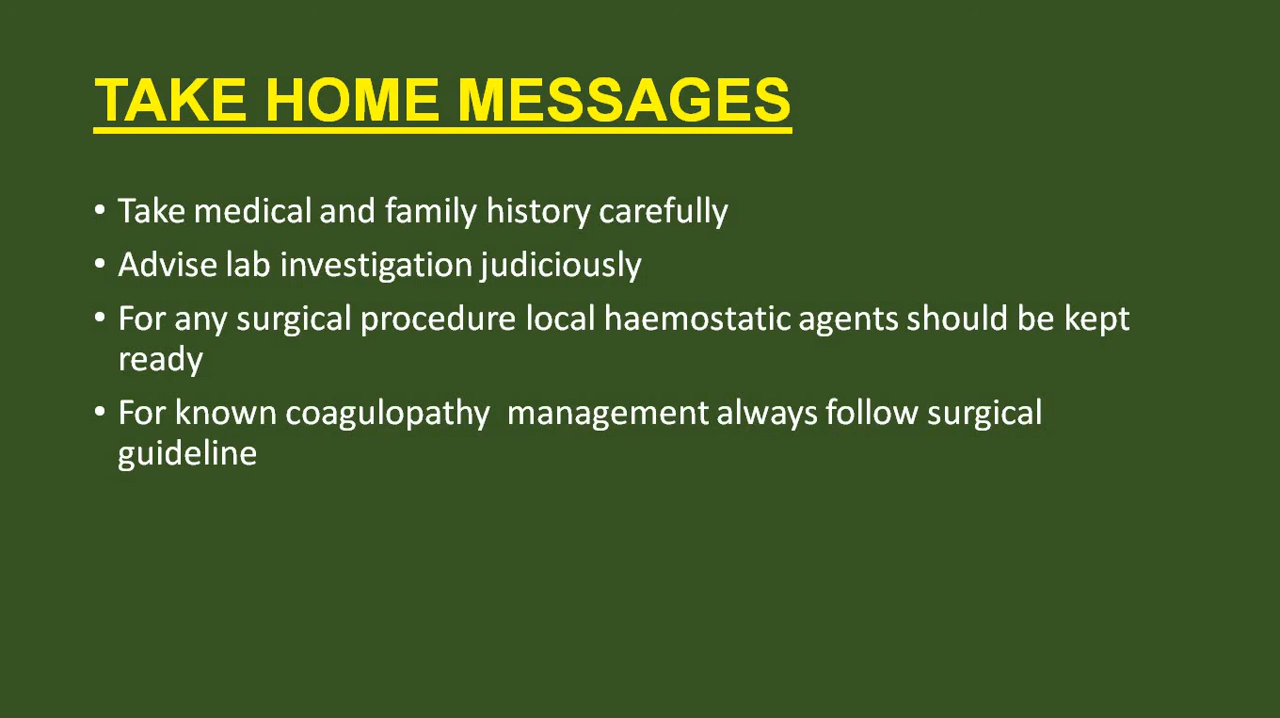 TAKE HOME MESSAGES
• Take medical and family history carefully
• Advise lab investigation judiciously
• For any surgical procedure local haemostatic agents should be kept
ready
• For known coagulopathy  management always follow surgical
guideline